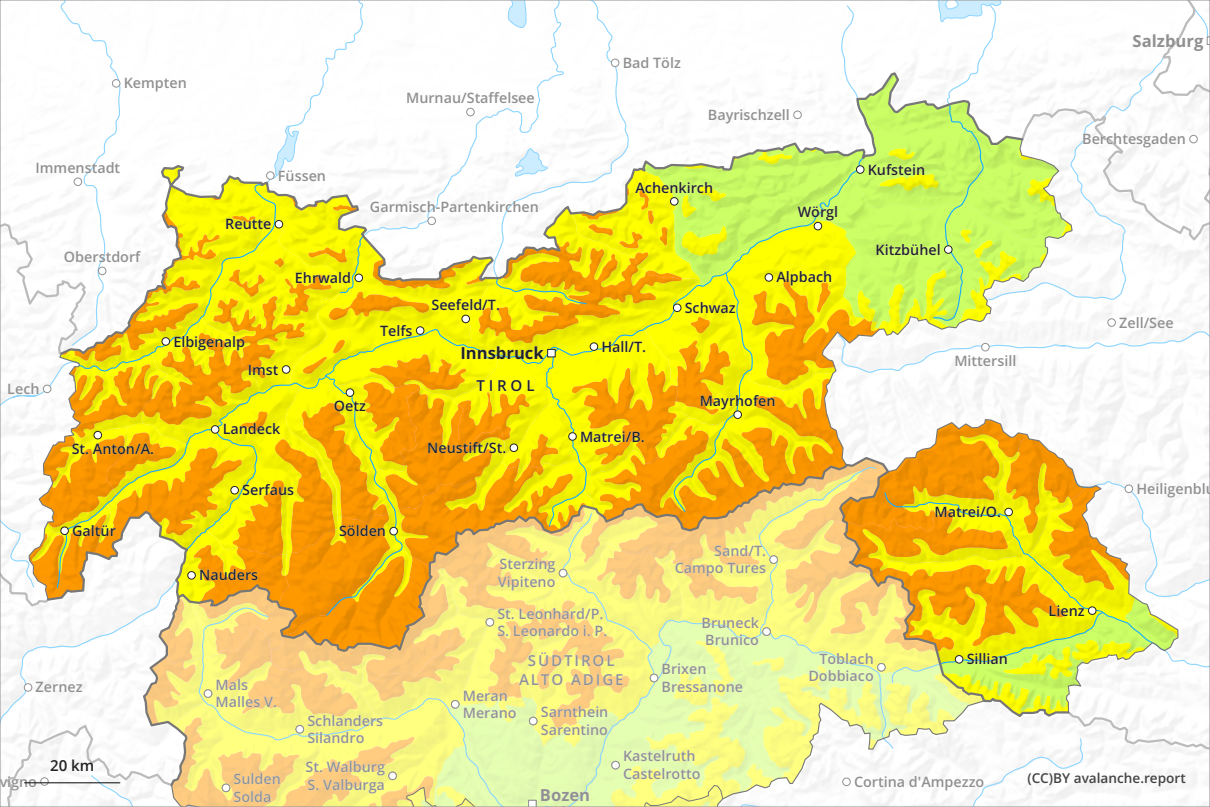 Salzburg
Bad Tölz
Kempten
Murnau/Staffelsee
Bayrischzell
Berchtesgaden
Immenstadt
Füssen
Kufstein
Achenkirch
Garmisch-Partenkirchen
Wörgl
Reutte
Oberstdorf
Kitzbühel
Ehrwald
Alpbach
Seefeld/T.
Schwaz
Zell/See
Telfs
Elbigenalp
Innsbruck
Hall/T.
Mittersill
Imst
TIROL
Lech
Oetz
Mayrhofen
Landeck
Matrei/B.
St. Anton/A.
Neustift/St.
Serfaus
Heiligenblu
Matrei/O.
Galtür
Sölden
Sterzing
Vipiteno
Sand/T.
Campo Tures
Nauders
Lienz
St. Leonhard/P.
S. Leonardo i. P.
Bruneck
Brunico
SÜDTIROL
ALTO ADIGE
Toblach
Dobbiaco
Sillian
Brixen
Bressanone
Zernez
Mals
Malles V.
Meran
Merano
Sarnthein
Sarentino
Schlanders
Silandro
Kastelruth
Castelrotto
St. Walburg
S. Valburga
20 km
vigno
Sulden
Solda
Cortina d'Ampezzo
(CC)BY avalanche.report
Bozen